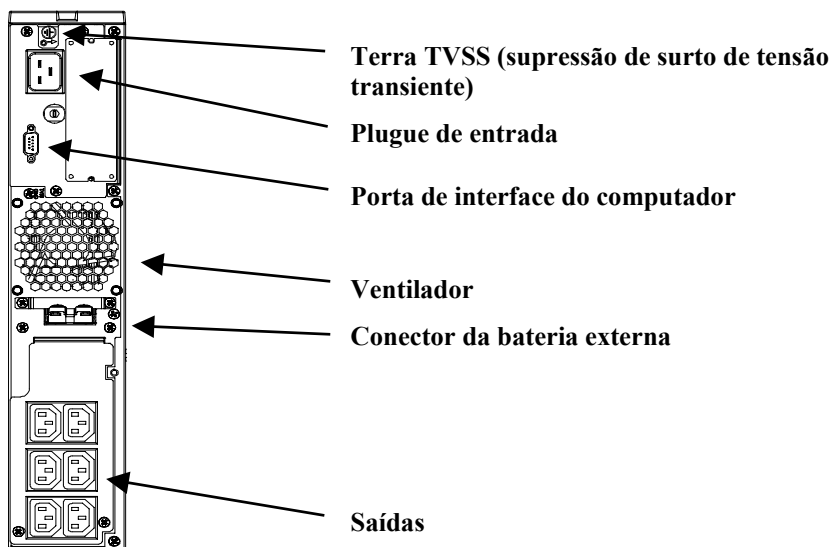 Terra TVSS (supressão de surto de tensão
transiente)
Plugue de entrada
Porta de interface do computador
Ventilador
Conector da bateria externa
Saídas